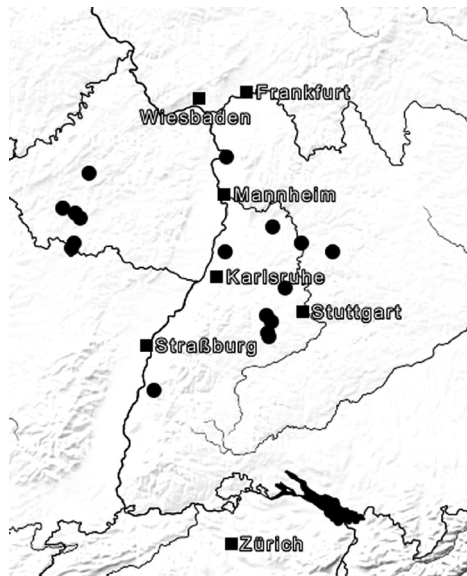 Frankfurt
Wiesbaden
Mannheim
Karlsruhe
Stuttgart
Straßburg
Zürich